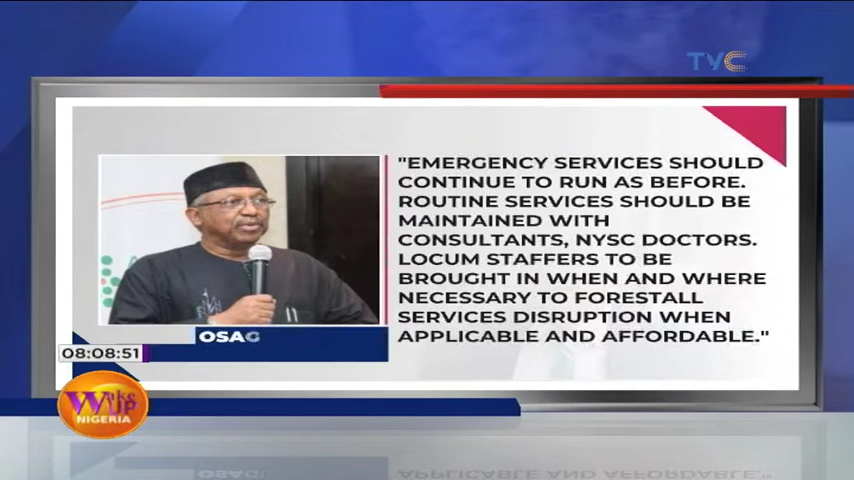 TVC
"EMERGENCY SERVICES SHOULD
CONTINUE TO RUN AS BEFORE.
ROUTINE SERVICES SHOULD BE
MAINTAINED WITH
CONSULTANTS, NYSC DOCTORS.
LOCUM STAFFERS TO BE
BROUGHT IN WHEN AND WHERE
NECESSARY TO FORESTALL
SERVICES DISRUPTION WHEN
APPLICABLE AND AFFORDABLE."
OSAG
08:08:51
Wake
UP
NIGERIA